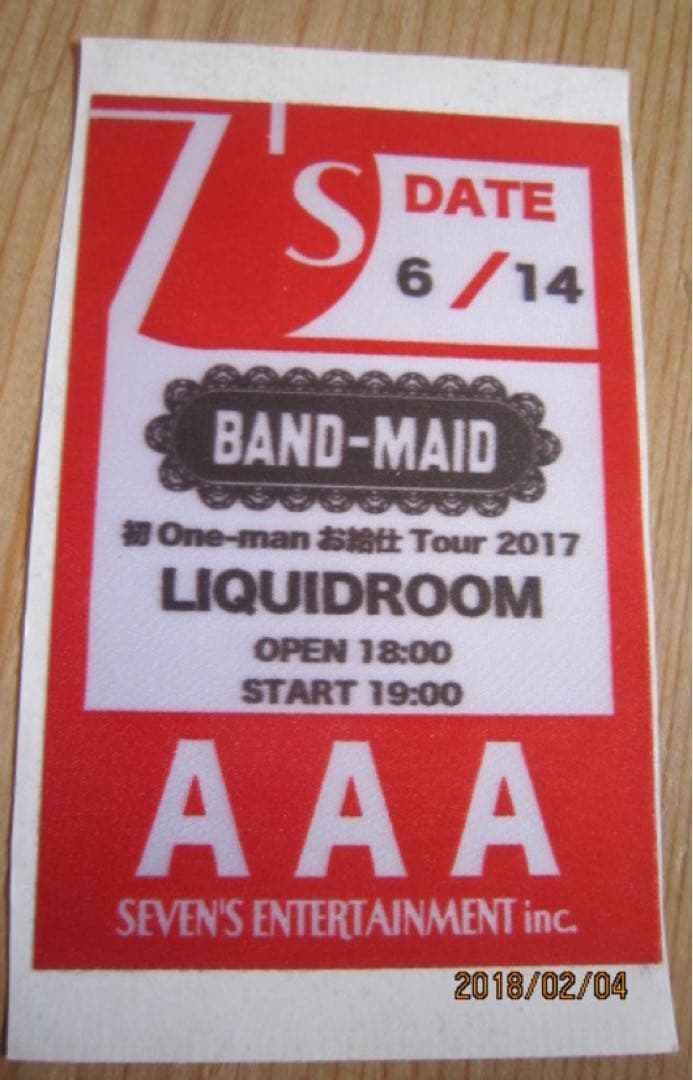 7's
DATE
6/14
BAND-MAID
初 One-man お給仕 Tour 2017
LIQUIDROOM
OPEN 18:00
START 19:00
AAA
SEVEN'S ENTERTAINMENT inc.
2018/02/04